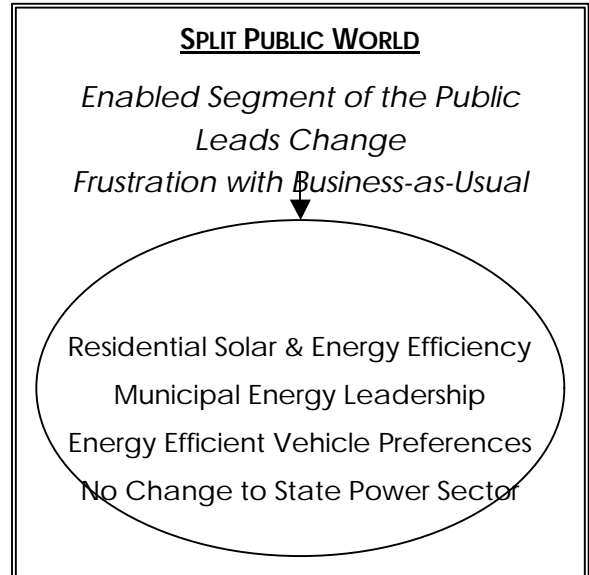 SPLIT PUBLIC WORLD
Enabled Segment of the Public
Leads Change
Frustration with Business-as-Usual
Residential Solar & Energy Efficiency
Municipal Energy Leadership
Energy Efficient Vehicle Preferences
No Change to State Power Sector